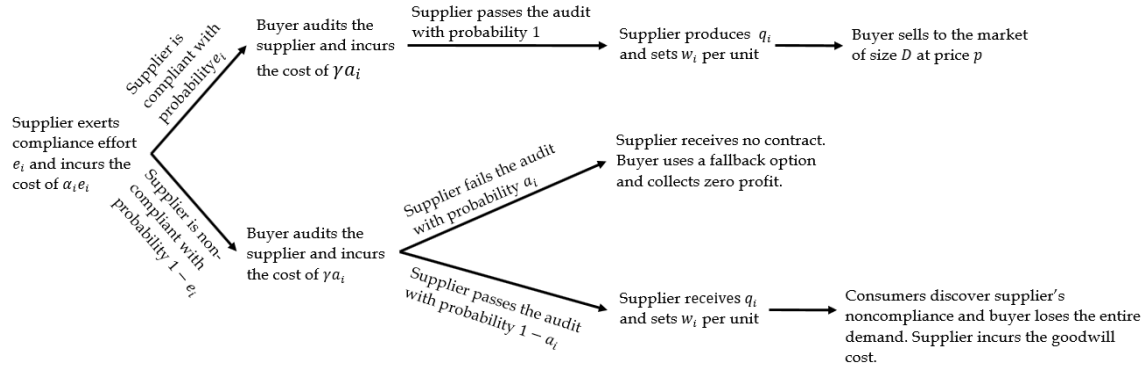 Supplier exerts
compliance effort
e_i and incurs the
cost of α_i e_i
Supplier is
compliant with
probability e_i
Buyer audits the
supplier and incurs
the cost of γa_i
Supplier passes the audit
with probability 1
Supplier produces q_i
and sets w_i per unit
Buyer sells to the market
of size D at price p
Supplier is non-
compliant with
probability 1 − e_i
Buyer audits the
supplier and incurs
the cost of γa_i
Supplier fails the audit
with probability a_i
Supplier receives no contract.
Buyer uses a fallback option
and collects zero profit.
Supplier passes the audit
with probability 1 − a_i
Supplier receives q_i
and sets w_i per unit
Consumers discover supplier's
noncompliance and buyer loses the entire
demand. Supplier incurs the goodwill
cost.